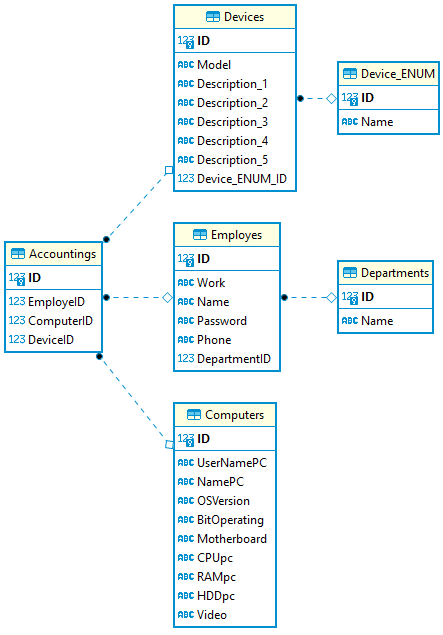 Devices
123 ID
ABC Model
ABC Description_1
ABC Description_2
ABC Description_3
ABC Description_4
ABC Description_5
123 Device_ENUM_ID
Device_ENUM
123 ID
ABC Name
Accountings
123 ID
123 EmployeID
123 ComputerID
123 DeviceID
Employes
123 ID
ABC Work
ABC Name
ABC Password
ABC Phone
123 DepartmentID
Departments
123 ID
ABC Name
Computers
123 ID
ABC UserNamePC
ABC NamePC
ABC OSVersion
ABC BitOperating
ABC Motherboard
ABC CPUpc
ABC RAMpc
ABC HDDpc
ABC Video